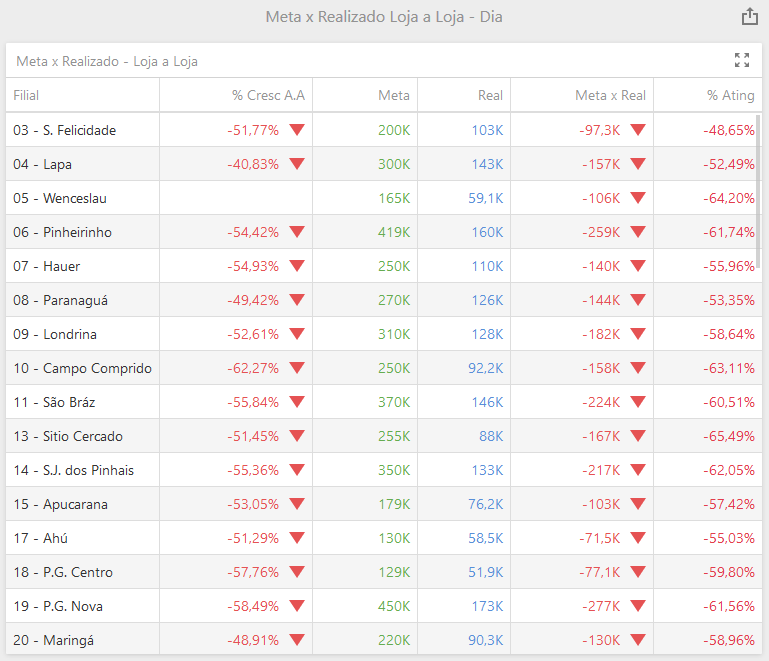 Meta x Realizado Loja a Loja - Dia
Meta x Realizado - Loja a Loja
Filial % Cresc A.A Meta Real Meta x Real % Ating
03 - S. Felicidade -51,77% 200K 103K -97,3K -48,65%
04 - Lapa -40,83% 300K 143K -157K -52,49%
05 - Wenceslau 165K 59,1K -106K -64,20%
06 - Pinheirinho -54,42% 419K 160K -259K -61,74%
07 - Hauer -54,93% 250K 110K -140K -55,96%
08 - Paranaguá -49,42% 270K 126K -144K -53,35%
09 - Londrina -52,61% 310K 128K -182K -58,64%
10 - Campo Comprido -62,27% 250K 92,2K -158K -63,11%
11 - São Bráz -55,84% 370K 146K -224K -60,51%
13 - Sitio Cercado -51,45% 255K 88K -167K -65,49%
14 - S.J. dos Pinhais -55,36% 350K 133K -217K -62,05%
15 - Apucarana -53,05% 179K 76,2K -103K -57,42%
17 - Ahú -51,29% 130K 58,5K -71,5K -55,03%
18 - P.G. Centro -57,76% 129K 51,9K -77,1K -59,80%
19 - P.G. Nova -58,49% 450K 173K -277K -61,56%
20 - Maringá -48,91% 220K 90,3K -130K -58,96%